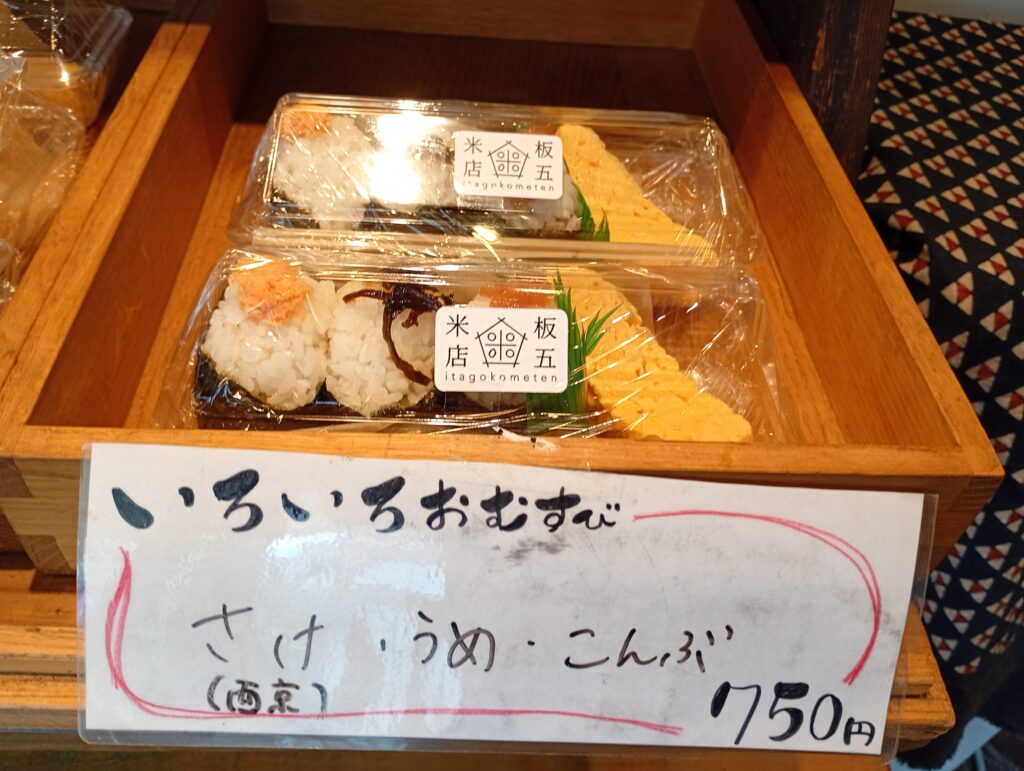 板五米店
itagokometen
板五米店
itagokometen
いろいろおむすび
さけ・うめ・こんぶ
(西京)
750円